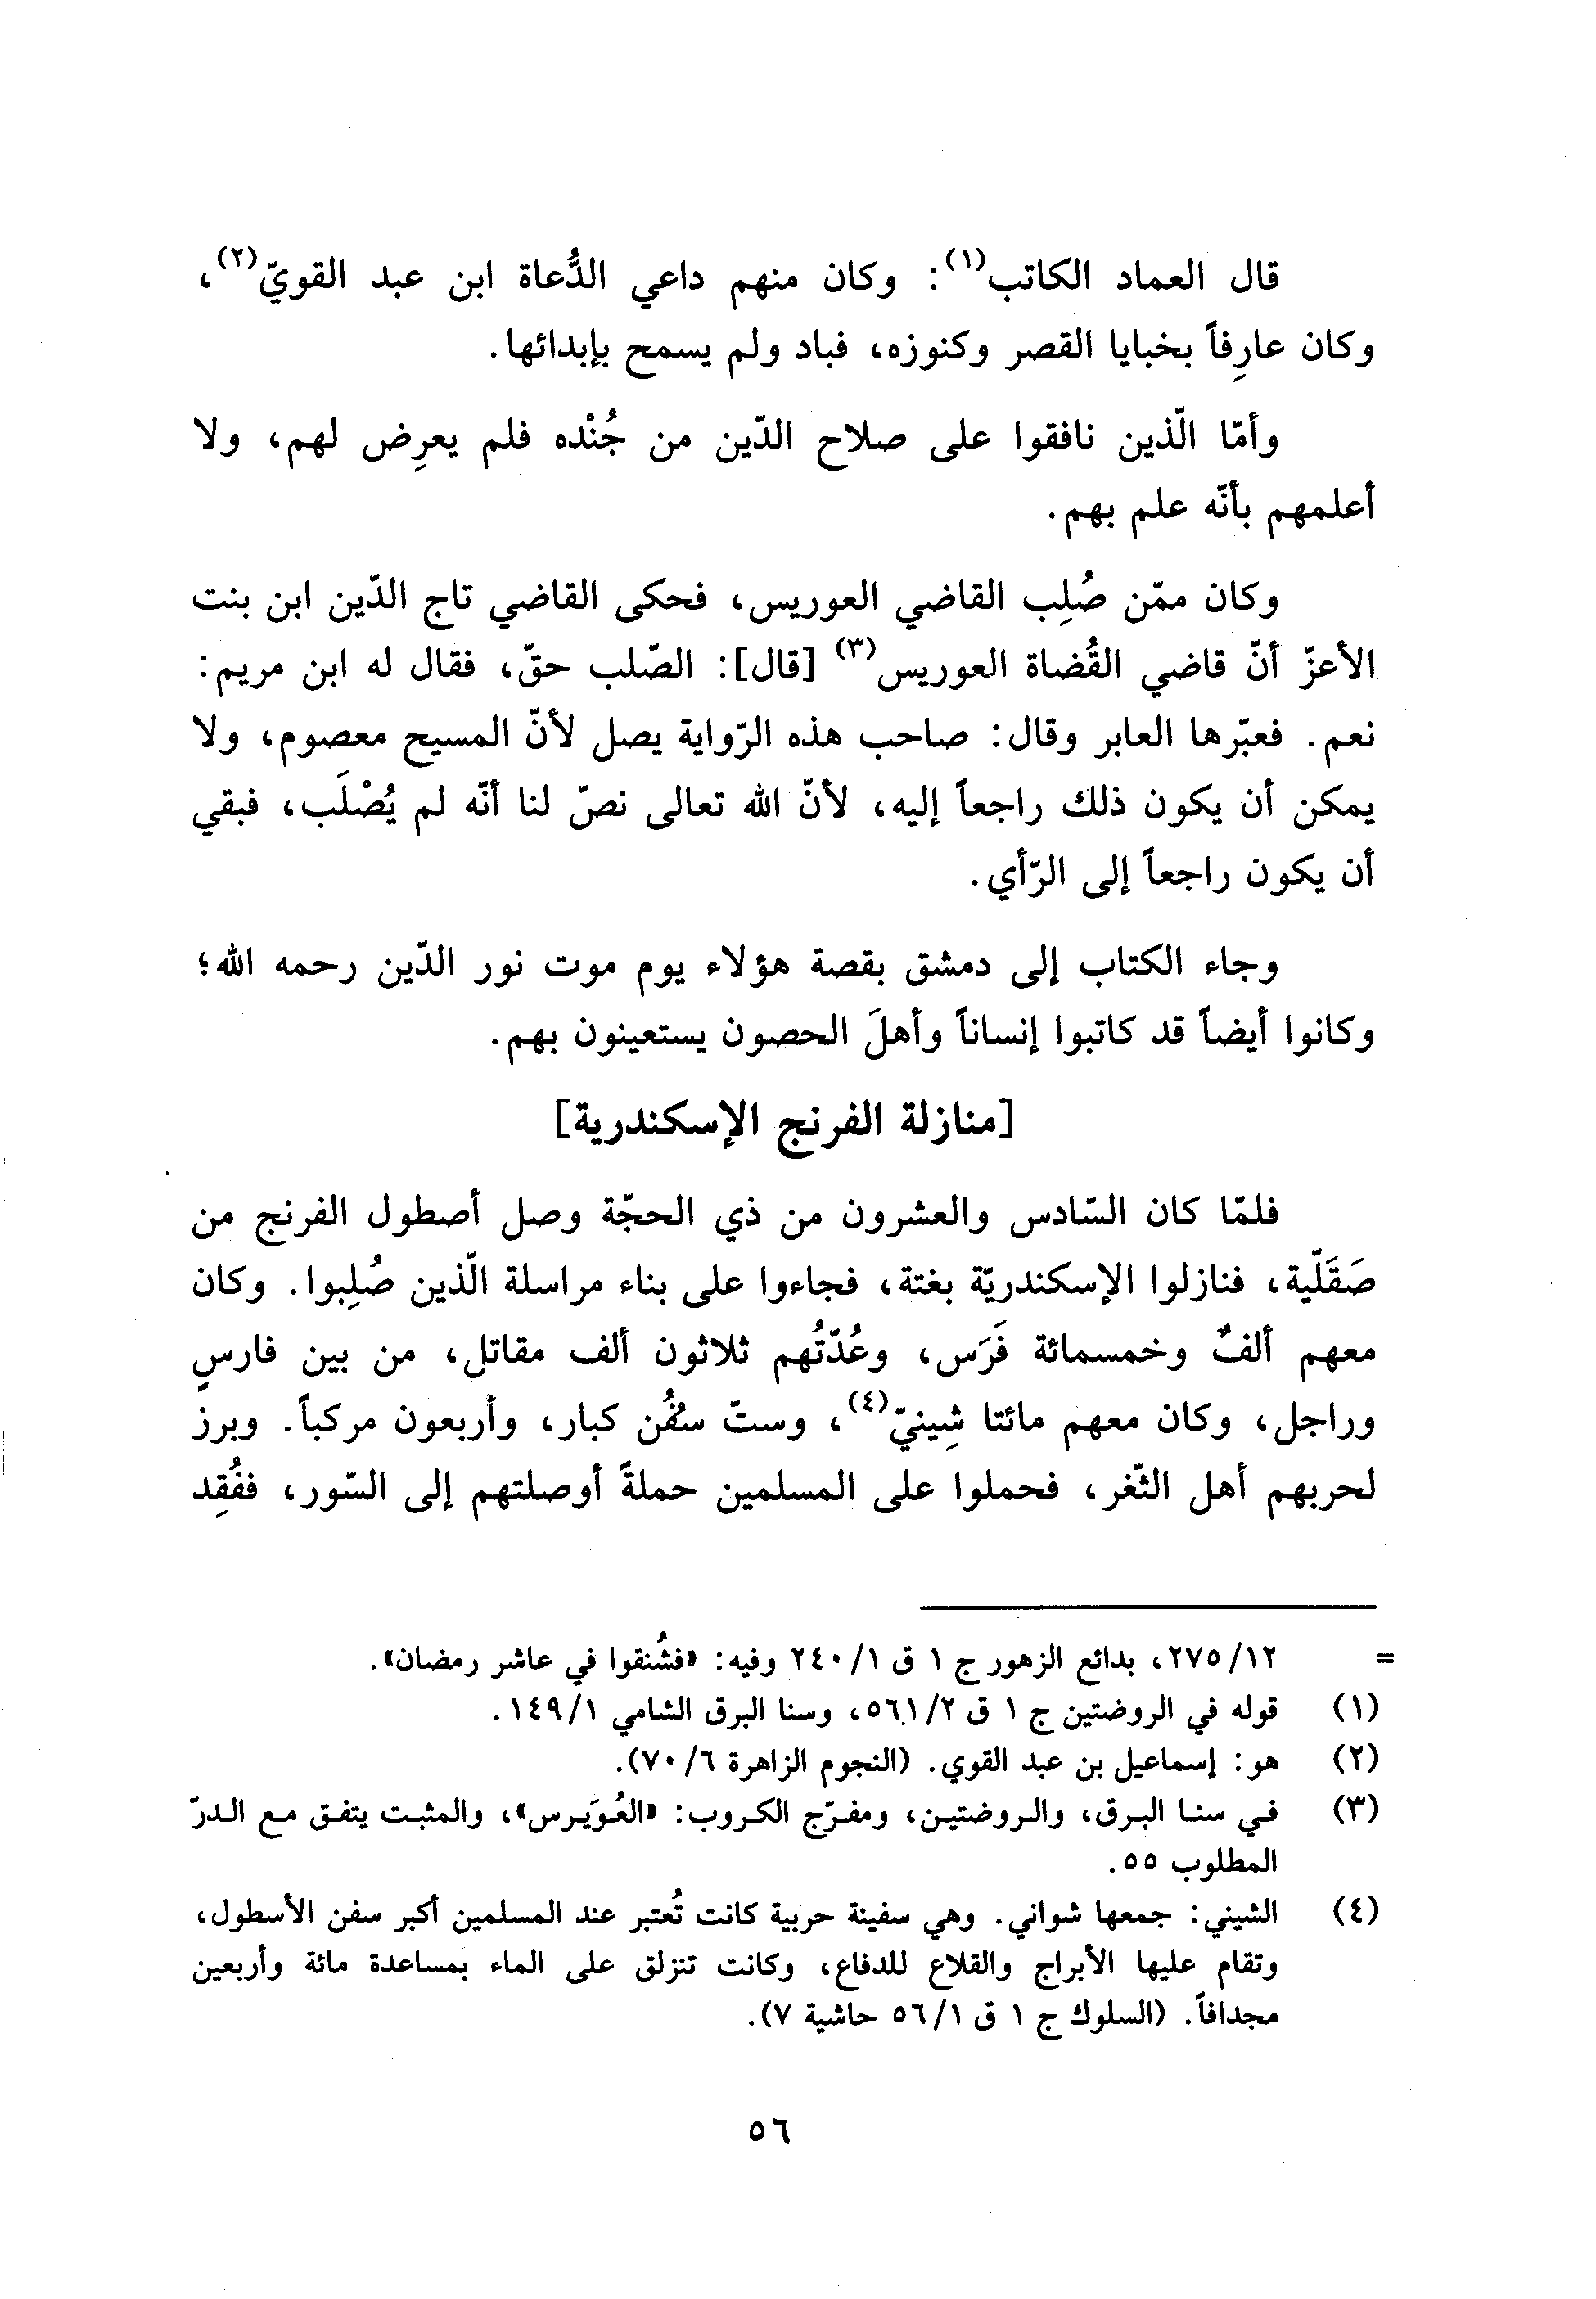 قال العماد الكاتب(١): وكان منهم داعي الدُّعاة ابن عبد القويّ(٢)،
وكان عارِفاً بخبايا القصر وكنوزه، فباد ولم يسمح بإبدائها.
وأمّا الّذين نافقوا على صلاح الدّين من جُنْده فلم يعرِض لهم، ولا
أعلمهم بأنّه علم بهم.
وكان ممّن صُلِب القاضي العوريس، فحكى القاضي تاج الدّين ابن بنت
الأعزّ أنّ قاضي القُضاة العوريس(٣) [قال]: الصّلب حقّ، فقال له ابن مريم:
نعم. فعبّرها العابر وقال: صاحب هذه الرّواية يصل لأنّ المسيح معصوم، ولا
يمكن أن يكون ذلك راجعاً إليه، لأنّ الله تعالى نصّ لنا أنّه لم يُصْلَب، فبقي
أن يكون راجعاً إلى الرّأي.
وجاء الكتاب إلى دمشق بقصة هؤلاء يوم موت نور الدّين رحمه الله؛
وكانوا أيضاً قد كاتبوا إنساناً وأهلَ الحصون يستعينون بهم.
[منازلة الفرنج الإسكندرية]
فلمّا كان السّادس والعشرون من ذي الحجّة وصل أصطول الفرنج من
صَقَلّية، فنازلوا الإسكندريّة بغتة، فجاءوا على بناء مراسلة الّذين صُلِبوا. وكان
معهم ألفٌ وخمسمائة فَرَس، وعُدّتُهم ثلاثون ألف مقاتل، من بين فارسٍ
وراجل، وكان معهم مائتا شِينيّ(٤)، وستّ سُفُن كبار، وأربعون مركباً. وبرز
لحربهم أهل الثّغر، فحملوا على المسلمين حملةً أوصلتهم إلى السّور، ففُقِد
= ٢٧٥/١٢، بدائع الزهور ج ١ ق ٢٤٠/١ وفيه: «فشُنقوا في عاشر رمضان».
(١) قوله في الروضتين ج ١ ق ٥٦١/٢، وسنا البرق الشامي ١٤٩/١.
(٢) هو: إسماعيل بن عبد القوي. (النجوم الزاهرة ٧٠/٦).
(٣) في سنا البرق، والروضتين، ومفرّج الكروب: «العُوَيرس»، والمثبت يتفق مع الدرّ
المطلوب ٥٥.
(٤) الشيني: جمعها شواني. وهي سفينة حربية كانت تُعتبر عند المسلمين أكبر سفن الأسطول،
وتقام عليها الأبراج والقلاع للدفاع، وكانت تنزلق على الماء بمساعدة مائة وأربعين
مجدافاً. (السلوك ج ١ ق ٥٦/١ حاشية ٧).
٥٦